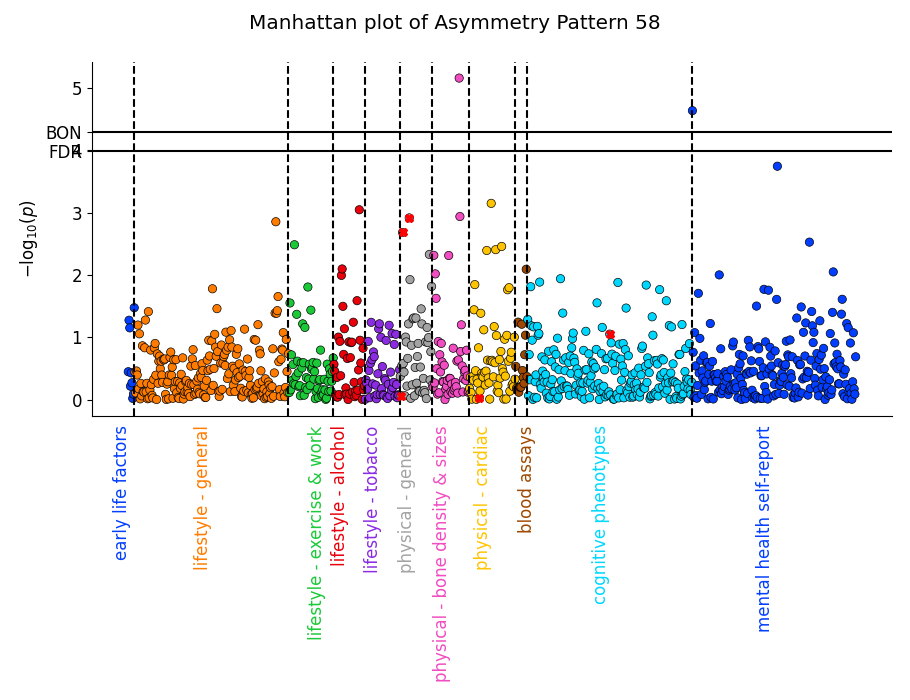 Manhattan plot of Asymmetry Pattern 58
5
BON
FDR
4
3
2
1
0
−log₁₀(p)
early life factors
lifestyle - general
lifestyle - exercise & work
lifestyle - alcohol
lifestyle - tobacco
physical - general
physical - bone density & sizes
physical - cardiac
blood assays
cognitive phenotypes
mental health self-report